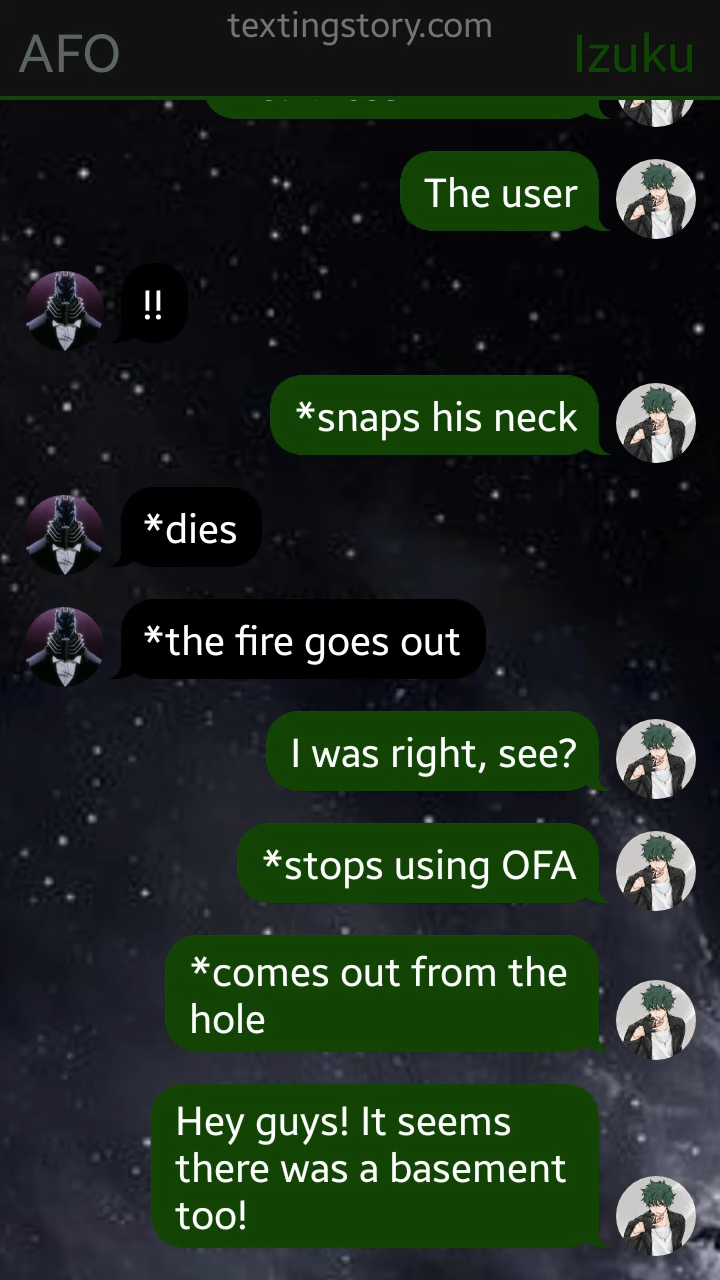 textingstory.com
AFO
Izuku
The user
!!
*snaps his neck
*dies
*the fire goes out
I was right, see?
*stops using OFA
*comes out from the
hole
Hey guys! It seems
there was a basement
too!